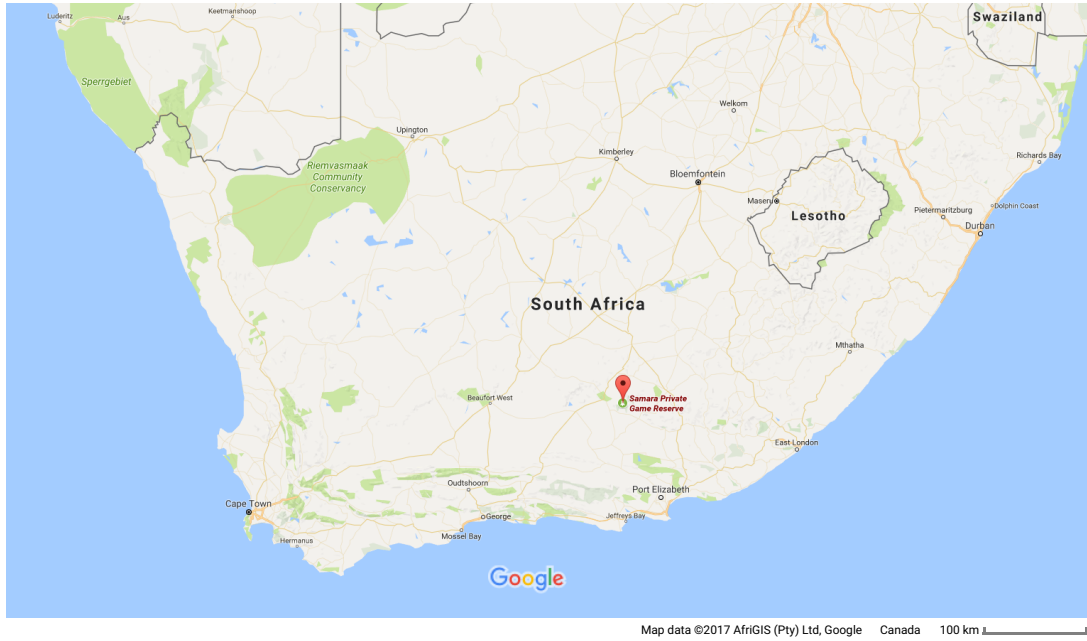 Luderitz
Aus
Keetmanshoop
Swaziland
Sperrgebiet
Welkom
Upington
Kimberley
Richards Bay
Riemvasmaak
Community
Conservancy
Bloemfontein
Maseru
Lesotho
Dolphin Coast
Pietermaritzburg
Durban
South Africa
Mthatha
Beaufort West
Samara Private
Game Reserve
East London
Oudtshoorn
Port Elizabeth
Cape Town
George
Jeffreys Bay
Mossel Bay
Hermanus
Google
Map data ©2017 AfriGIS (Pty) Ltd, Google Canada 100 km